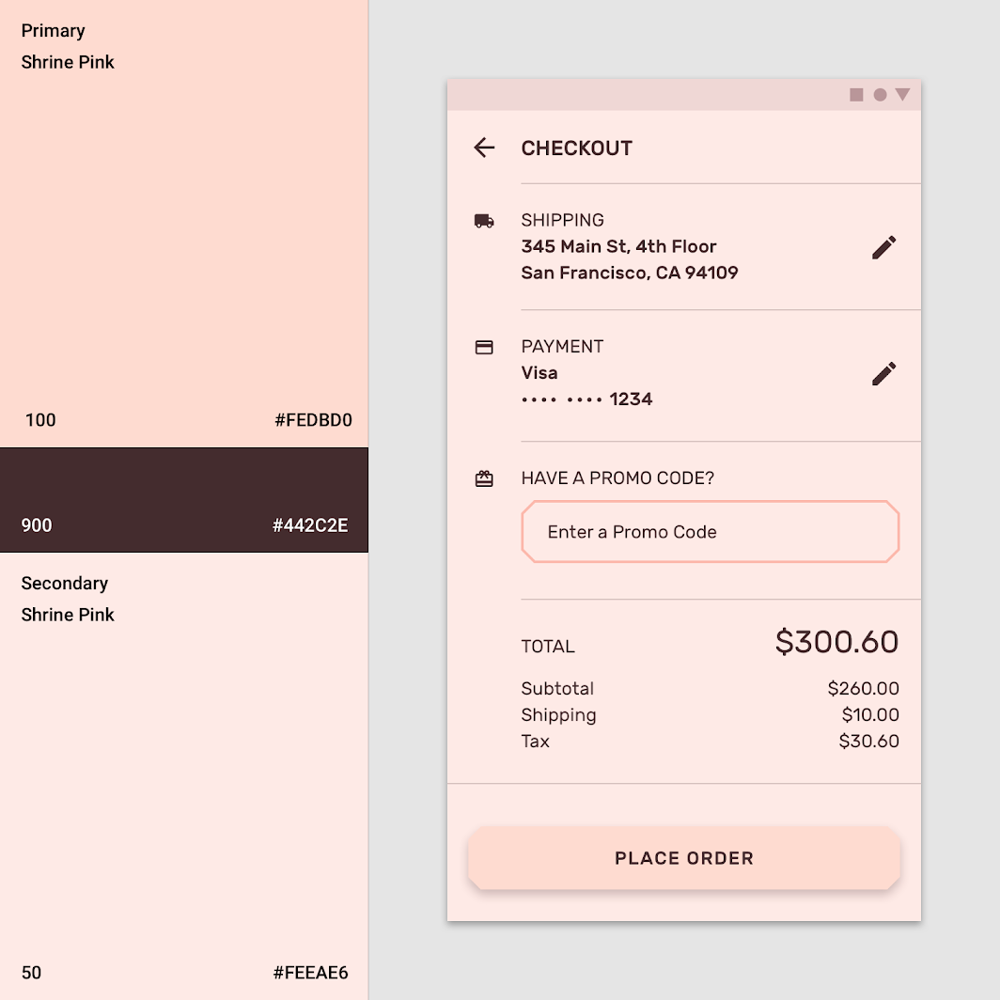 Primary
Shrine Pink
100 #FEDBD0
900 #442C2E
Secondary
Shrine Pink
50 #FEEAE6
CHECKOUT
SHIPPING
345 Main St, 4th Floor
San Francisco, CA 94109
PAYMENT
Visa
•••• •••• 1234
HAVE A PROMO CODE?
Enter a Promo Code
TOTAL $300.60
Subtotal $260.00
Shipping $10.00
Tax $30.60
PLACE ORDER